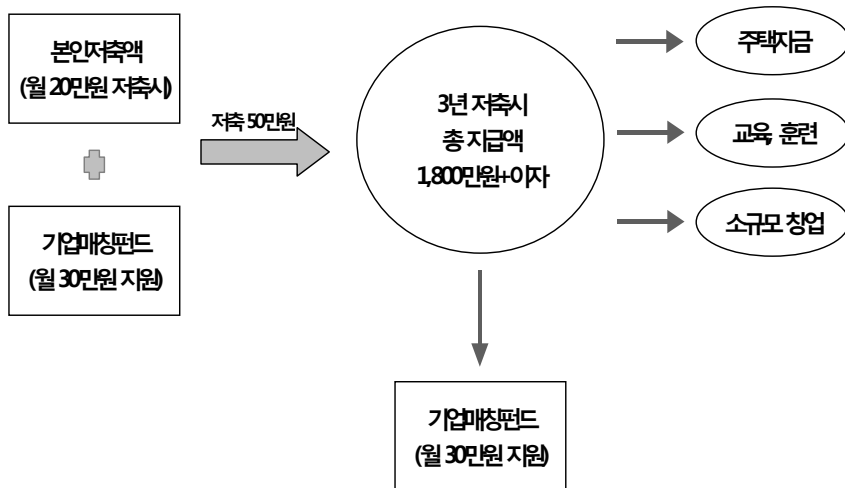 본인저축액
(월 20만원 저축시)
기업매칭펀드
(월 30만원 지원)
저축 50만원
3년 저축시
총 지급액
1,800만원+이자
주택자금
교육, 훈련
소규모 창업
기업매칭펀드
(월 30만원 지원)